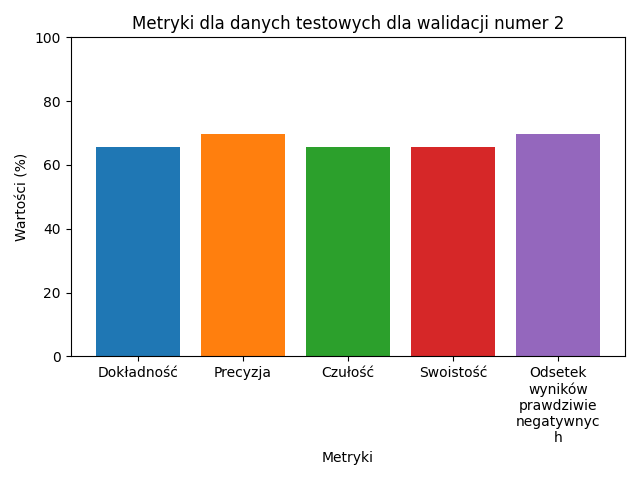 Metryki dla danych testowych dla walidacji numer 2
100
80
60
40
20
0
Wartości (%)
Dokładność
Precyzja
Czułość
Swoistość
Odsetek
wyników
prawdziwie
negatywnyc
h
Metryki